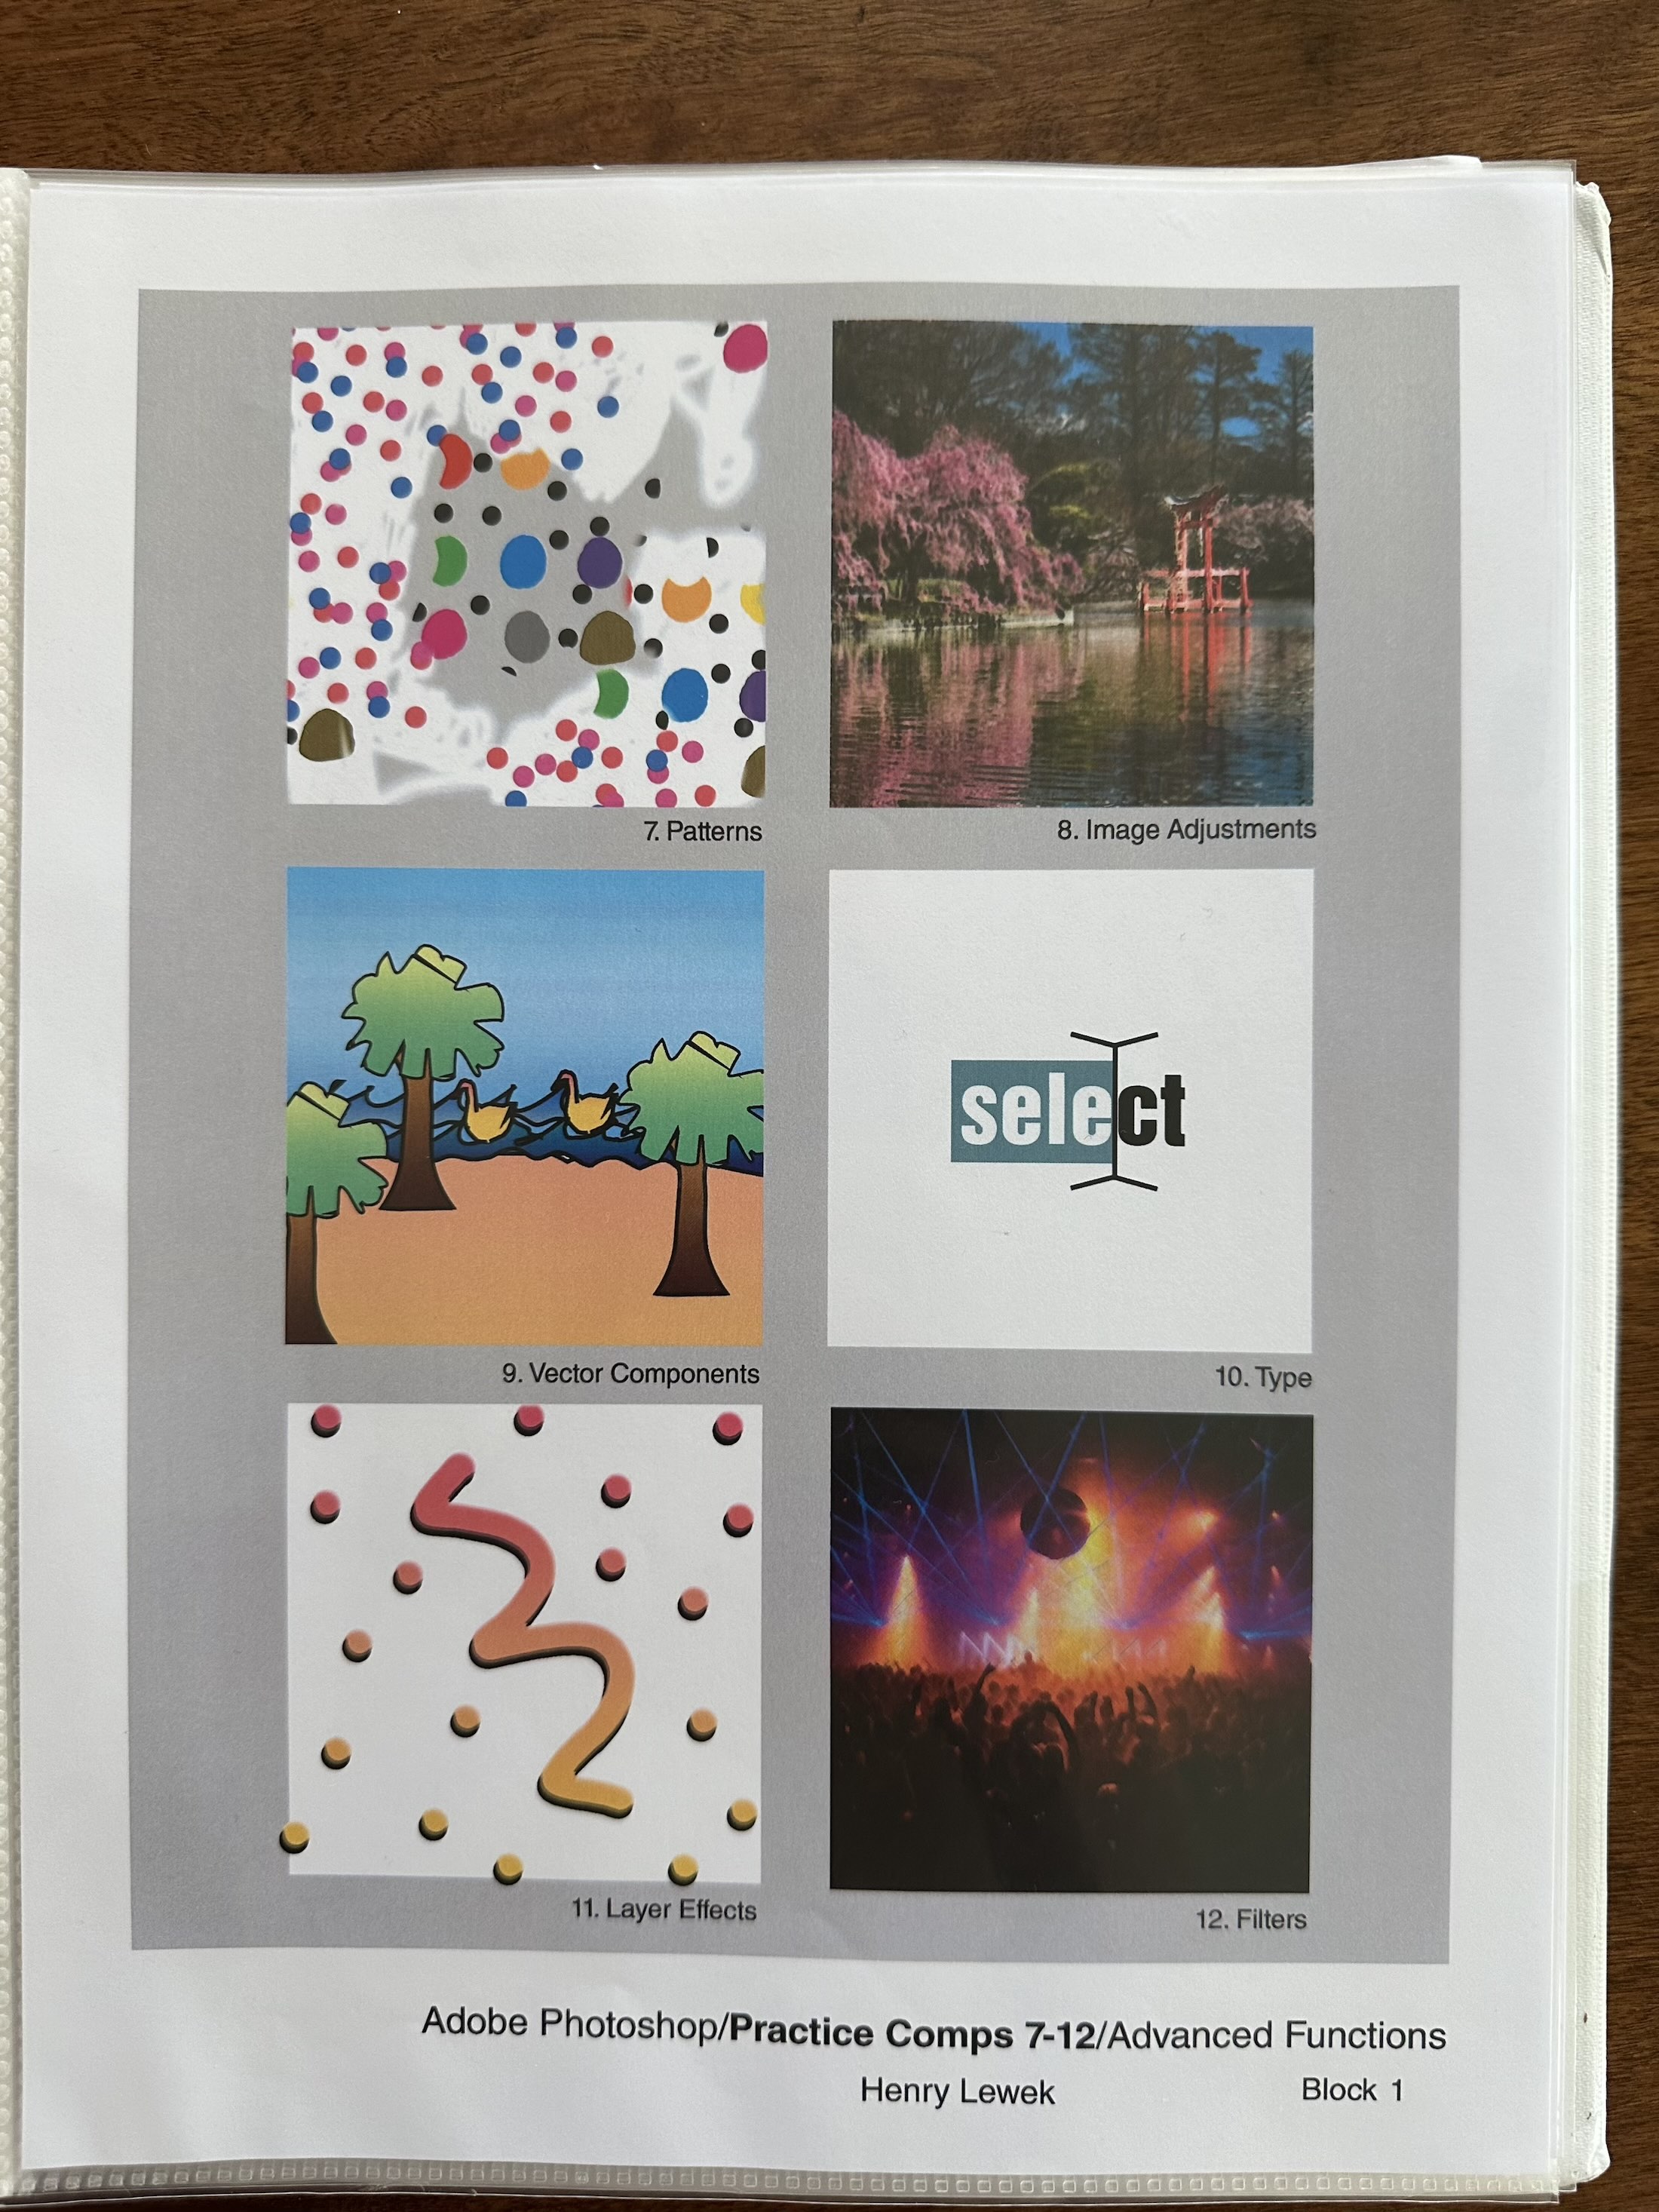 7. Patterns
8. Image Adjustments
9. Vector Components
select
10. Type
11. Layer Effects
12. Filters
Adobe Photoshop/Practice Comps 7-12/Advanced Functions
Henry Lewek
Block 1